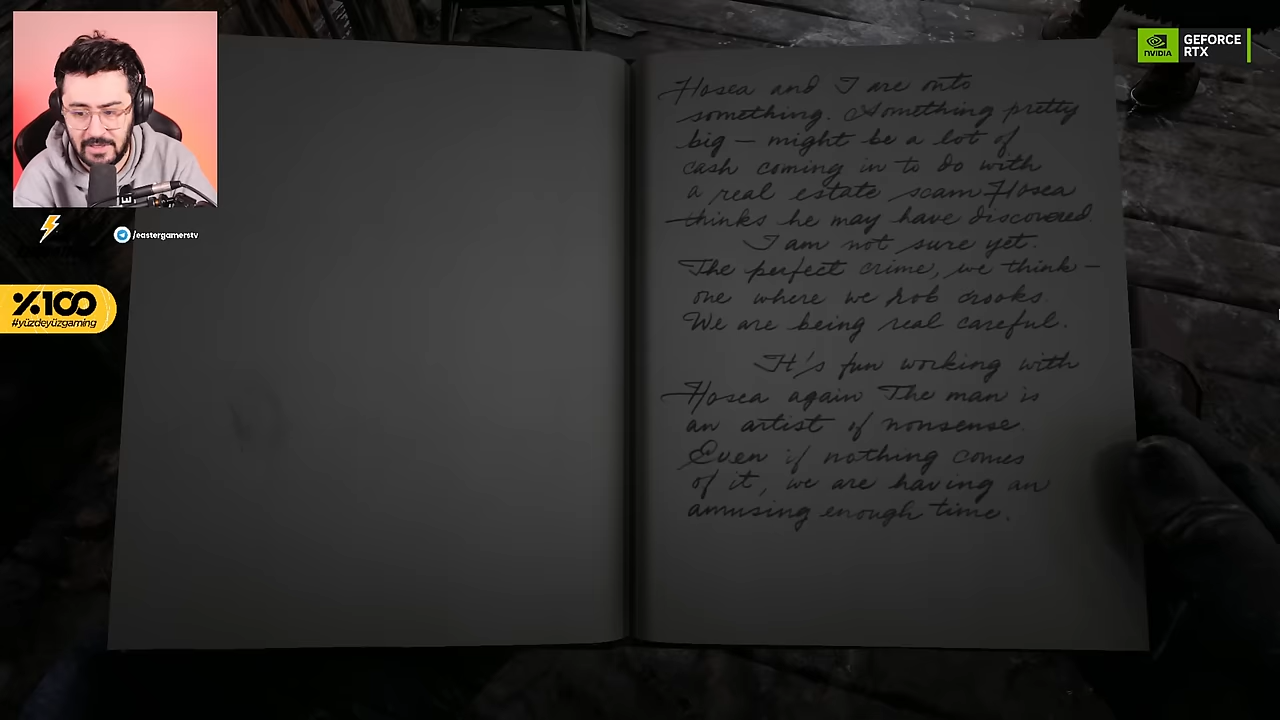 NVIDIA
GEFORCE
RTX
/eastergamerstv
%100
#yüzdeyüzgaming
Hosea and I are onto
something. Something pretty
big — might be a lot of
cash coming in to do with
a real estate scam Hosea
thinks he may have discovered.
I am not sure yet.
The perfect crime, we think —
one where we rob crooks.
We are being real careful.
It's fun working with
Hosea again The man is
an artist of nonsense.
Even if nothing comes
of it, we are having an
amusing enough time.